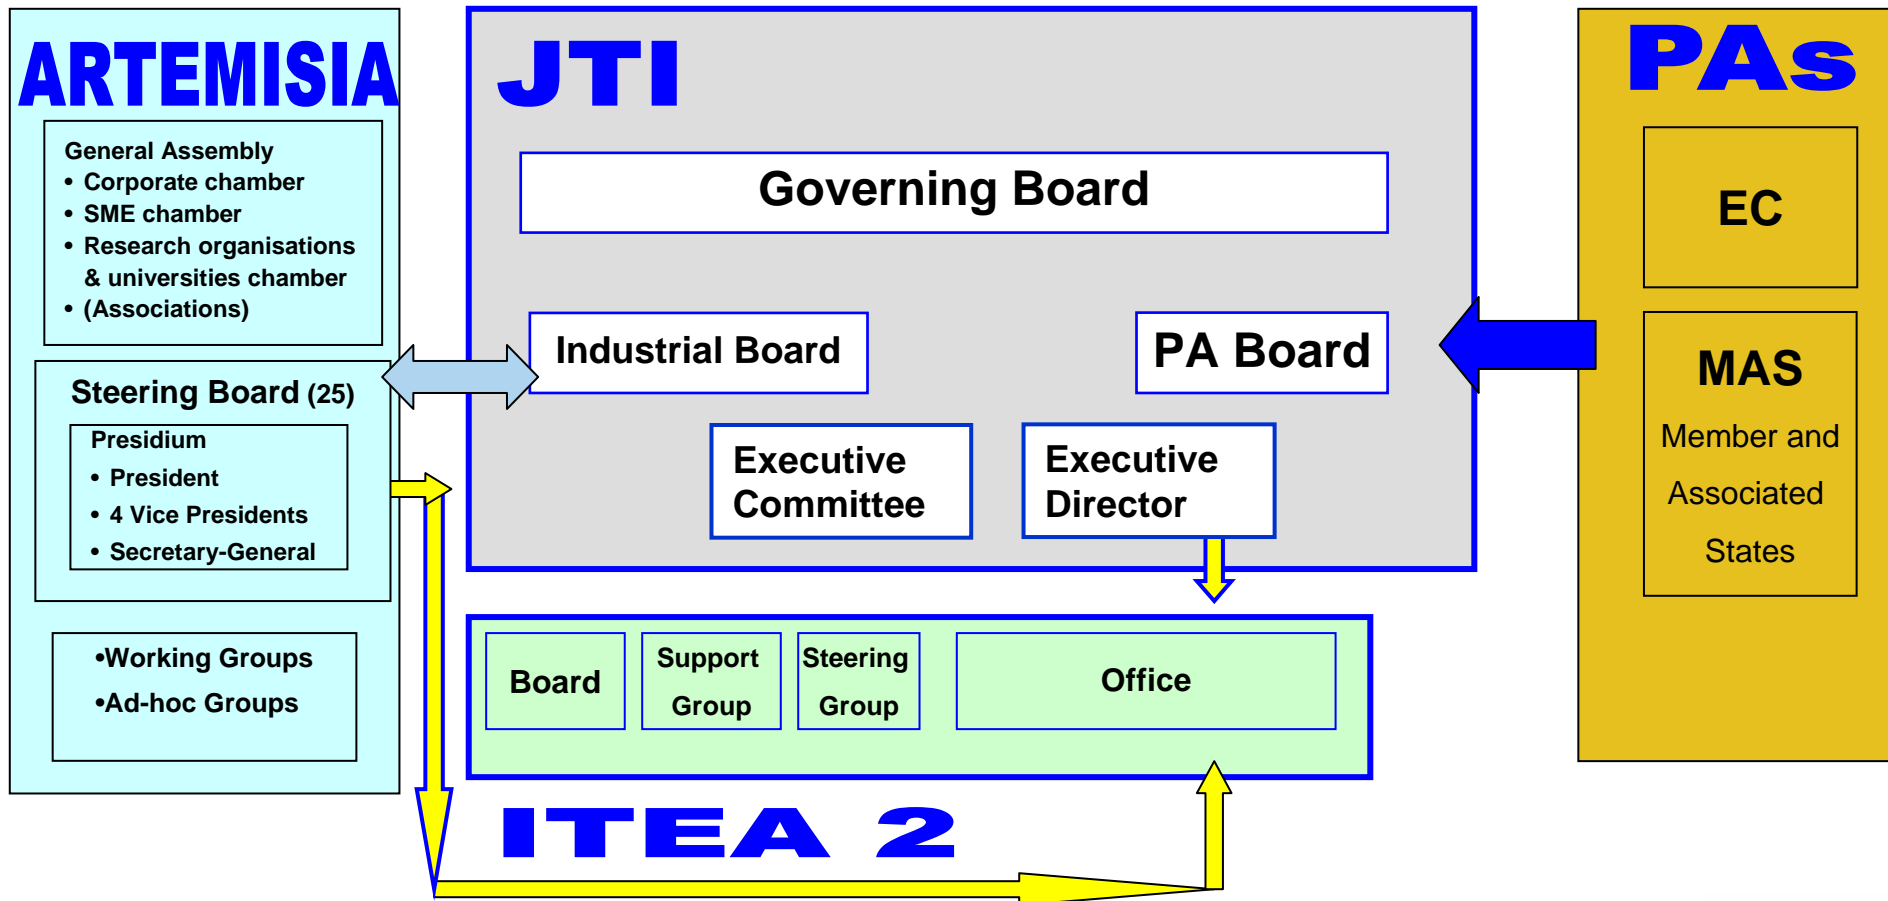 ARTEMISIA
General Assembly
• Corporate chamber
• SME chamber
• Research organisations
& universities chamber
• (Associations)
Steering Board (25)
Presidium
• President
• 4 Vice Presidents
• Secretary-General
•Working Groups
•Ad-hoc Groups
JTI
Governing Board
Industrial Board
PA Board
Executive
Committee
Executive
Director
Board
Support
Group
Steering
Group
Office
ITEA 2
PAs
EC
MAS
Member and
Associated
States